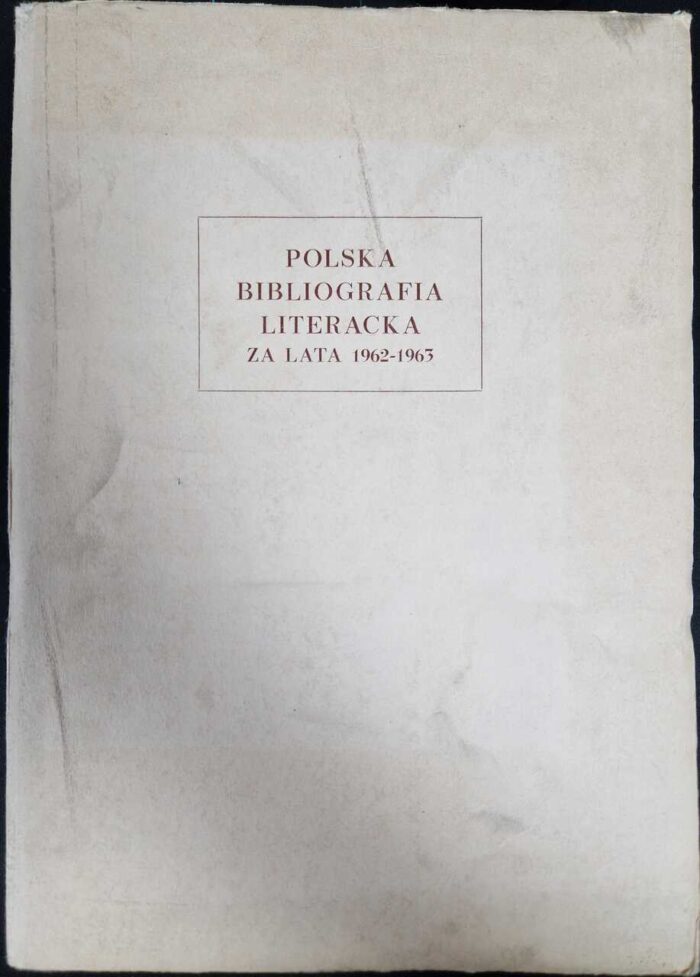 POLSKA
BIBLIOGRAFIA
LITERACKA
ZA LATA 1962-1963